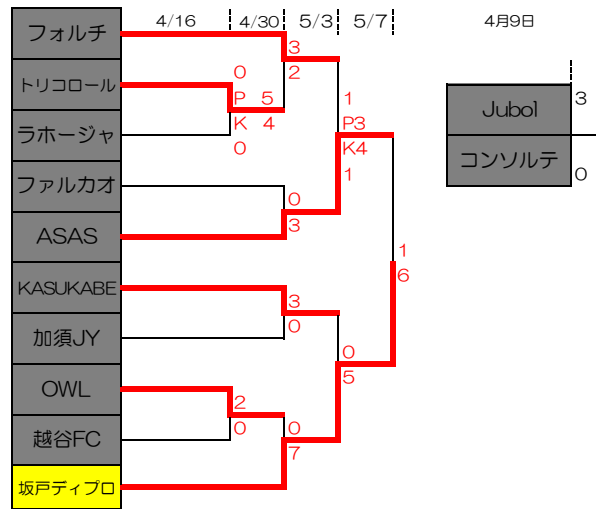 4/16 4/30 5/3 5/7 4月9日
フォルチ
3
トリコロール
0 2
P 5 1
Jubol 3
K 4 P3
ラホージャ
0 K4
コンソルテ
ファルカオ
1 0
0
ASAS
3
1
KASUKABE
6
3
加須JY
0
0
OWL
5
2
越谷FC
0 0
7
坂戸ディプロ